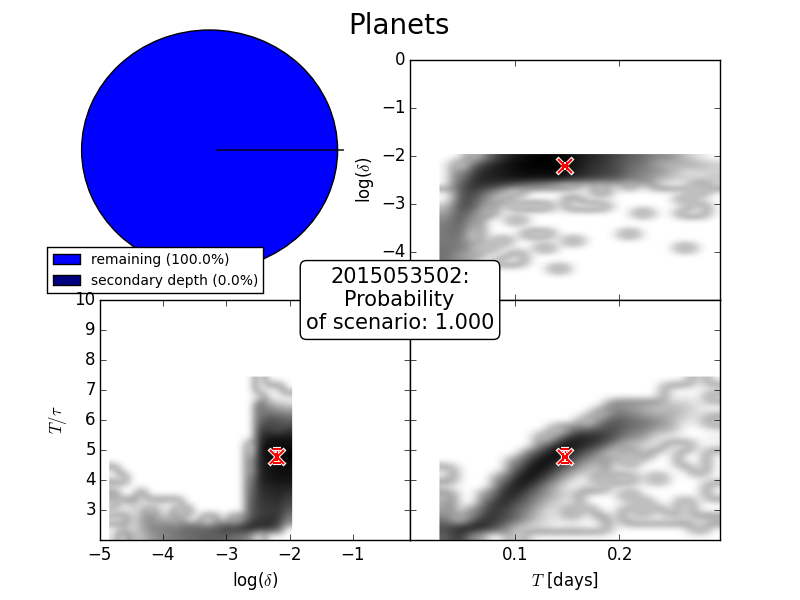 Planets
remaining (100.0%)
secondary depth (0.0%)
0
−1
−2
−3
−4
log(δ)
2015053502:
Probability
of scenario: 1.000
10
9
8
7
6
5
4
3
T/τ
−5
−4
−3
−2
−1
log(δ)
0.1
0.2
T [days]